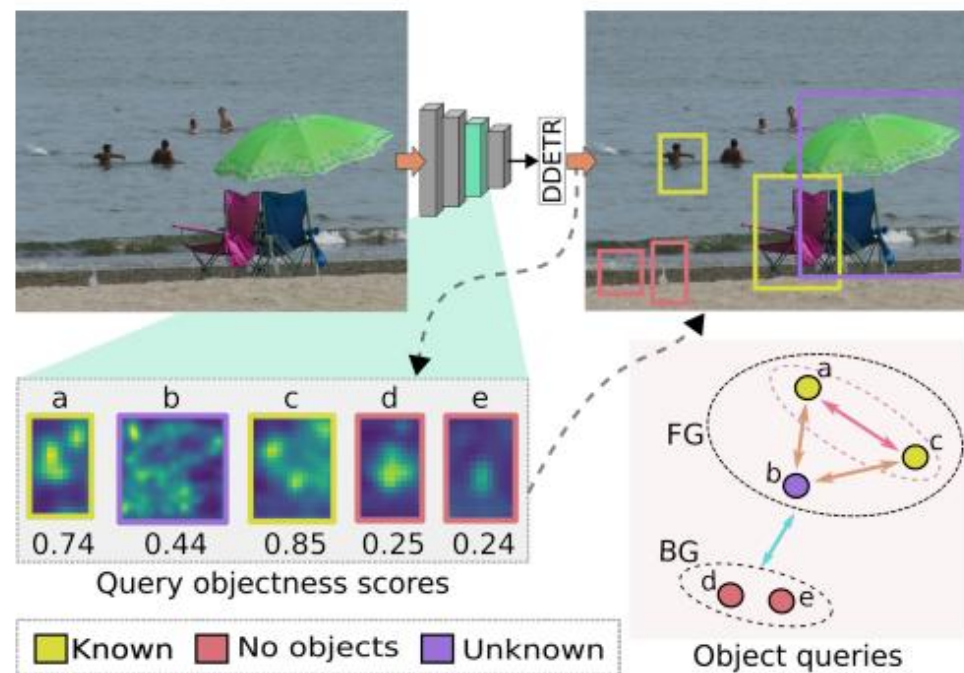 DDETR
a b c d e
0.74 0.44 0.85 0.25 0.24
Query objectness scores
FG
a
c
b
BG
d
e
Object queries
Known No objects Unknown